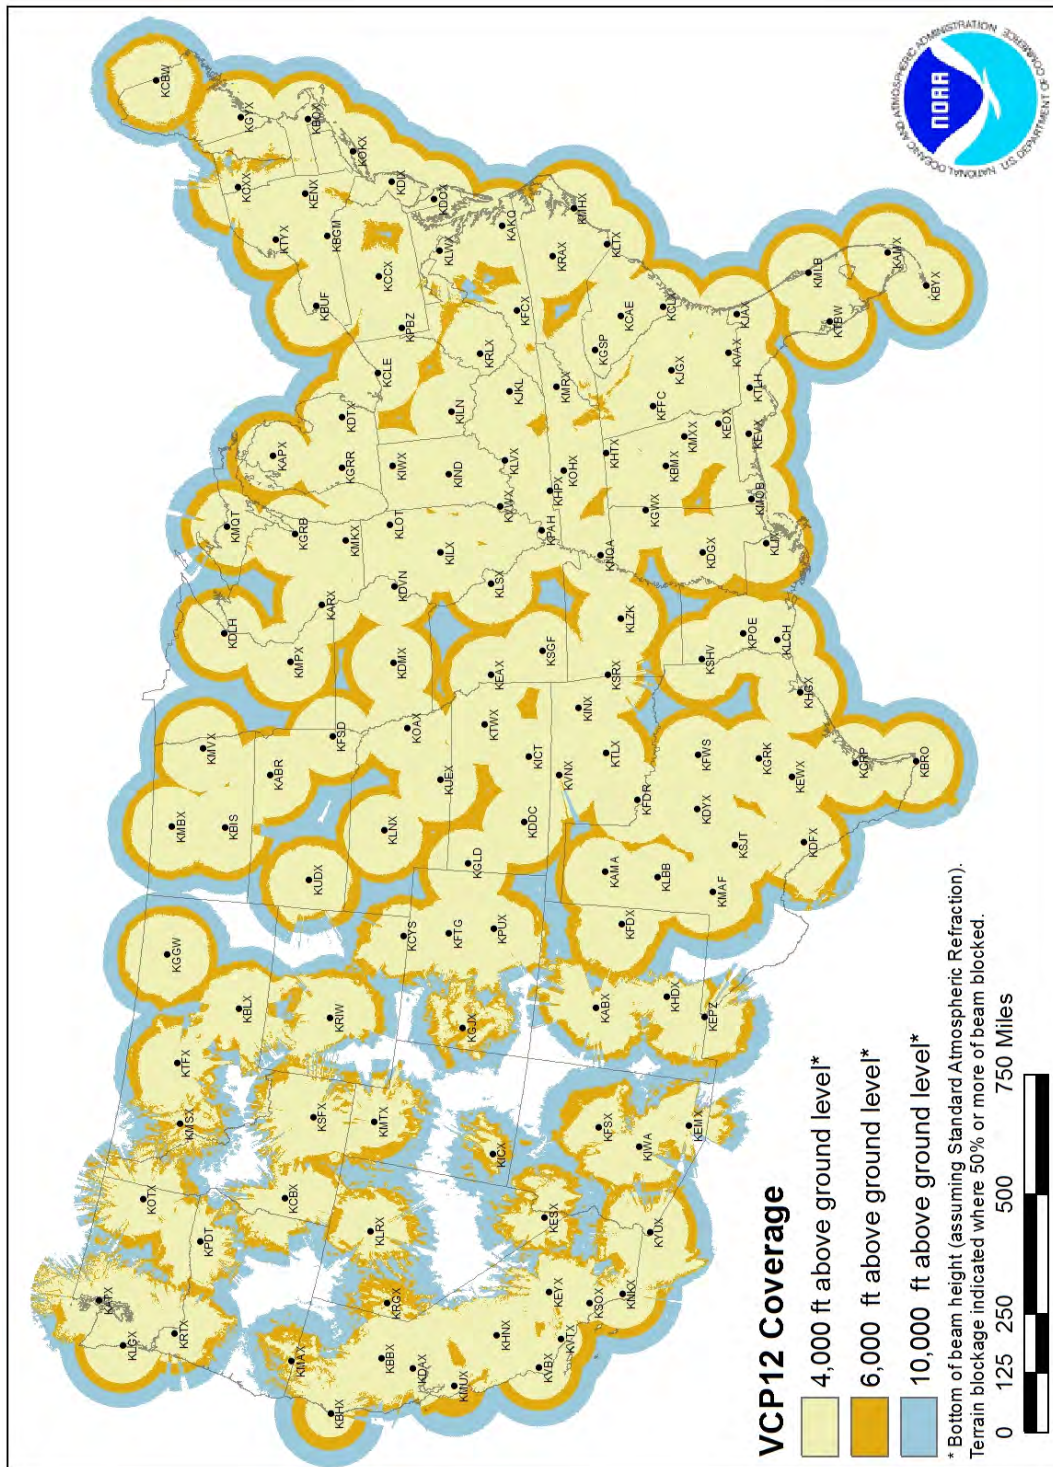 KATX
KLGX
KOTX
KCBW
KGGW
KMBX
KRTX
KMSX
KTFX
KPDT
KMVX
KBIS
KDLH
KMQT
KCXX
KGYX
KBLX
KABR
KAPX
KTYX
KCBX
KMPX
KGRB
KENX
KBOX
KMAX
KSFX
KUDX
KARX
KBUF
KBGM
KBHX
KRIW
KFSD
KMKX
KGRR
KDTX
KOKX
KLRX
KMTX
KLNX
KDMX
KDVN
KLOT
KIWX
KCLE
KCCX
KDIX
KRGX
KBBX
KCYS
KOAX
KPBZ
KDOX
KDAX
KUEX
KILX
KIND
KILN
KLWX
KMUX
KGJX
KFTG
KGLD
KTWX
KEAX
KLSX
KRLX
KHNX
KICX
KPUX
KVWX
KLVX
KJKL
KFCX
KAKQ
KVBX
KEYX
KESX
KDDC
KICT
KSGF
KPAH
KHPX
KOHX
KMRX
KRAX
KMHX
KVTX
KSOX
KFSX
KABX
KAMA
KVNX
KINX
KSRX
KNQA
KHTX
KGSP
KLTX
KNKX
KYUX
KIWA
KFDX
KLBB
KFDR
KTLX
KLZK
KGWX
KBMX
KFFC
KCAE
KEMX
KHDX
KEPZ
KMAF
KDYX
KFWS
KSHV
KDGX
KMXX
KJGX
KCLX
KSJT
KGRK
KPOE
KEOX
KVAX
KJAX
KDFX
KEWX
KHGX
KLCH
KLIX
KMOB
KEVX
KTLH
KGRP
KBRO
KTBW
KMLB
KAMX
KBYX
VCP12 Coverage
4,000 ft above ground level*
6,000 ft above ground level*
10,000 ft above ground level*
* Bottom of beam height (assuming Standard Atmospheric Refraction).
Terrain blockage indicated where 50% or more of beam blocked.
0 125 250 500 750 Miles
NATIONAL OCEANIC AND ATMOSPHERIC ADMINISTRATION
NOAA
U.S. DEPARTMENT OF COMMERCE